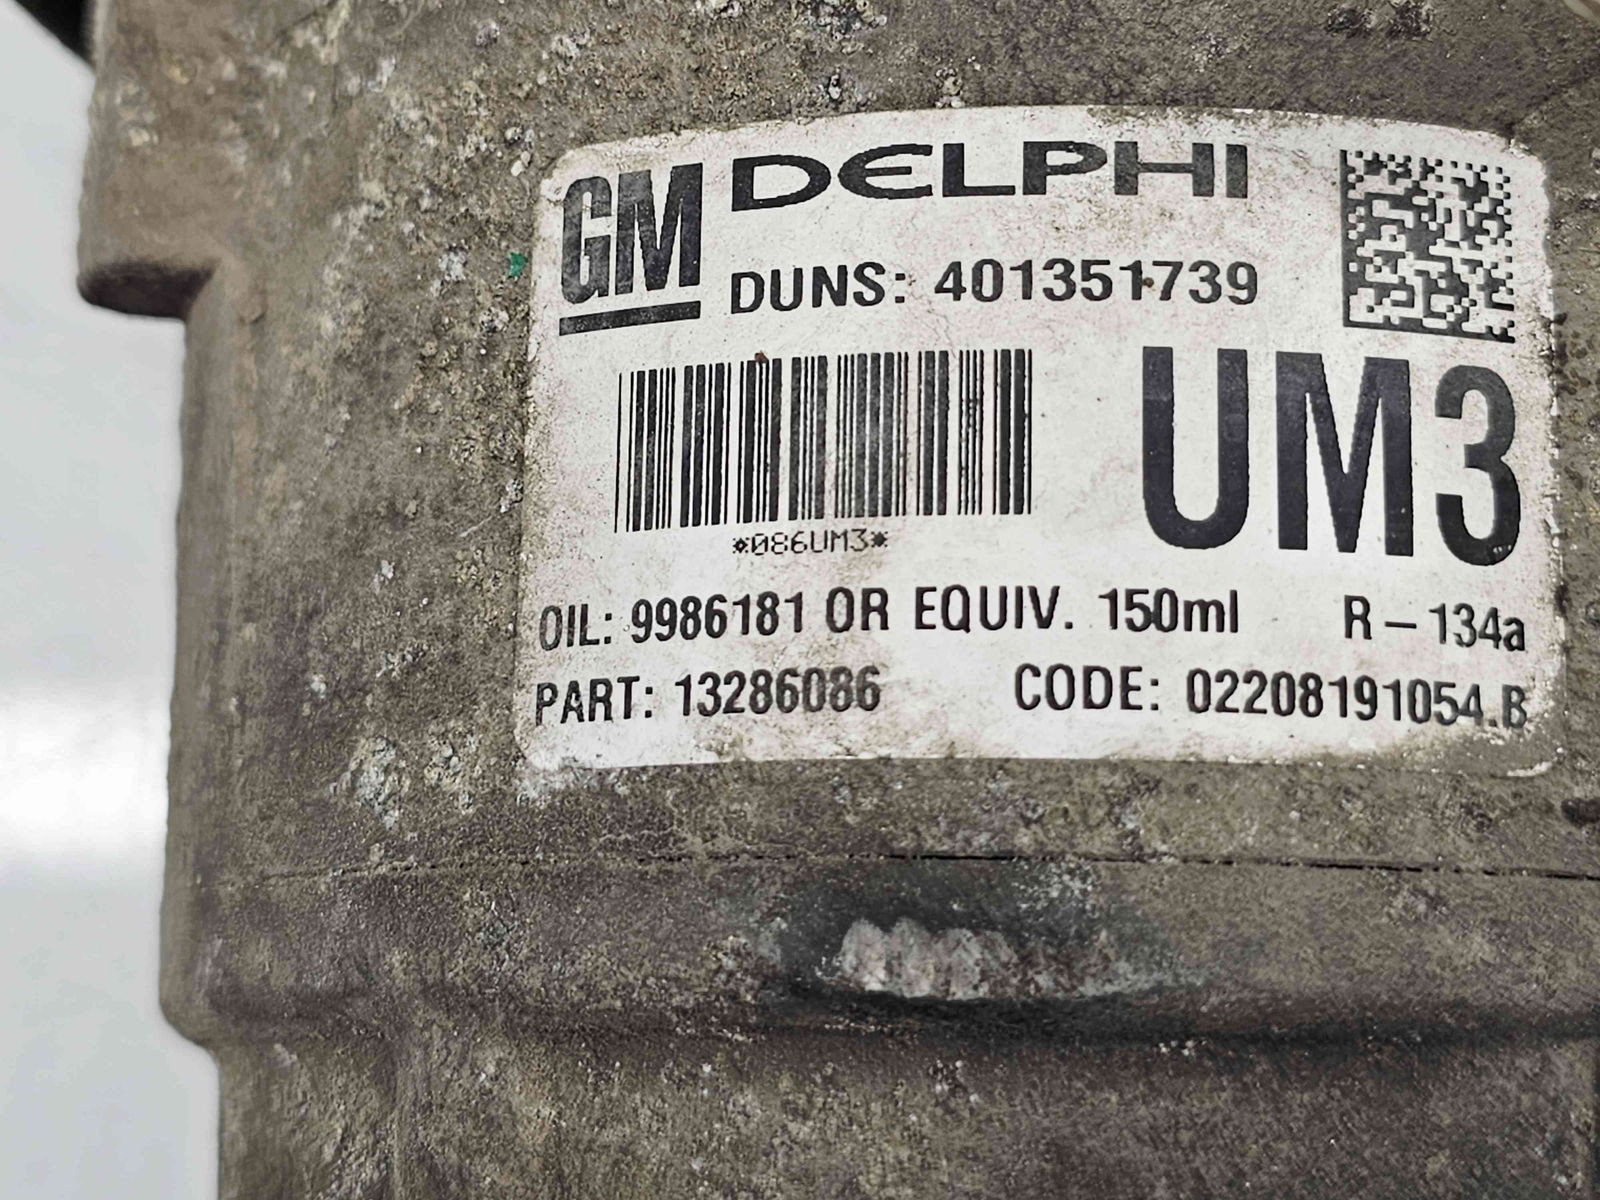 GM DELPHI
DUNS: 401351739
UM3
*086UM3*
OIL: 9986181 OR EQUIV. 150ml R-134a
PART: 13286086 CODE: 02208191054.B